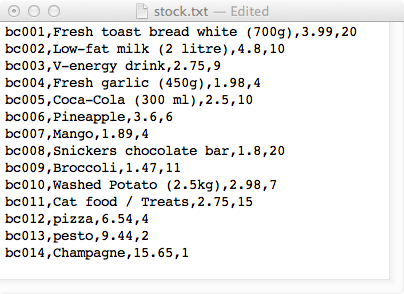 stock.txt — Edited
bc001,Fresh toast bread white (700g),3.99,20
bc002,Low-fat milk (2 litre),4.8,10
bc003,V-energy drink,2.75,9
bc004,Fresh garlic (450g),1.98,4
bc005,Coca-Cola (300 ml),2.5,10
bc006,Pineapple,3.6,6
bc007,Mango,1.89,4
bc008,Snickers chocolate bar,1.8,20
bc009,Broccoli,1.47,11
bc010,Washed Potato (2.5kg),2.98,7
bc011,Cat food / Treats,2.75,15
bc012,pizza,6.54,4
bc013,pesto,9.44,2
bc014,Champagne,15.65,1